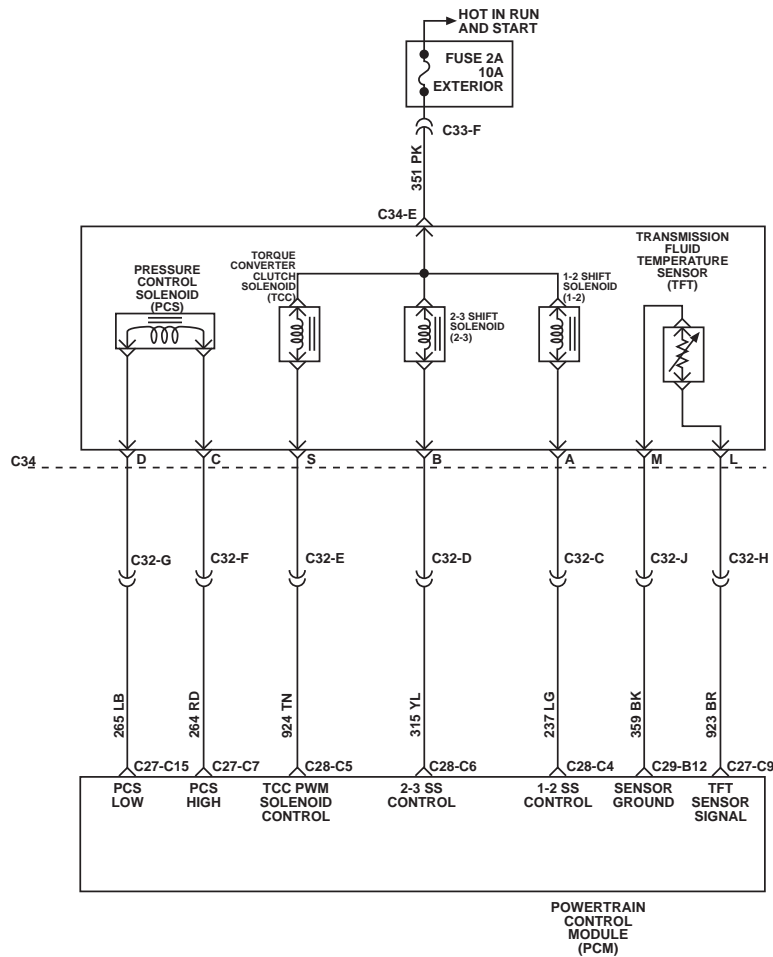 HOT IN RUN
AND START
FUSE 2A
10A
EXTERIOR
C33-F
351 PK
C34-E
PRESSURE
CONTROL
SOLENOID
(PCS)
TORQUE
CONVERTER
CLUTCH
SOLENOID
(TCC)
2-3 SHIFT
SOLENOID
(2-3)
1-2 SHIFT
SOLENOID
(1-2)
TRANSMISSION
FLUID
TEMPERATURE
SENSOR
(TFT)
C34
D
C
S
B
A
M
L
C32-G
C32-F
C32-E
C32-D
C32-C
C32-J
C32-H
265 LB
264 RD
924 TN
315 YL
237 LG
359 BK
923 BR
C27-C15
C27-C7
C28-C5
C28-C6
C28-C4
C29-B12
C27-C9
PCS
LOW
PCS
HIGH
TCC PWM
SOLENOID
CONTROL
2-3 SS
CONTROL
1-2 SS
CONTROL
SENSOR
GROUND
TFT
SENSOR
SIGNAL
POWERTRAIN
CONTROL
MODULE
(PCM)